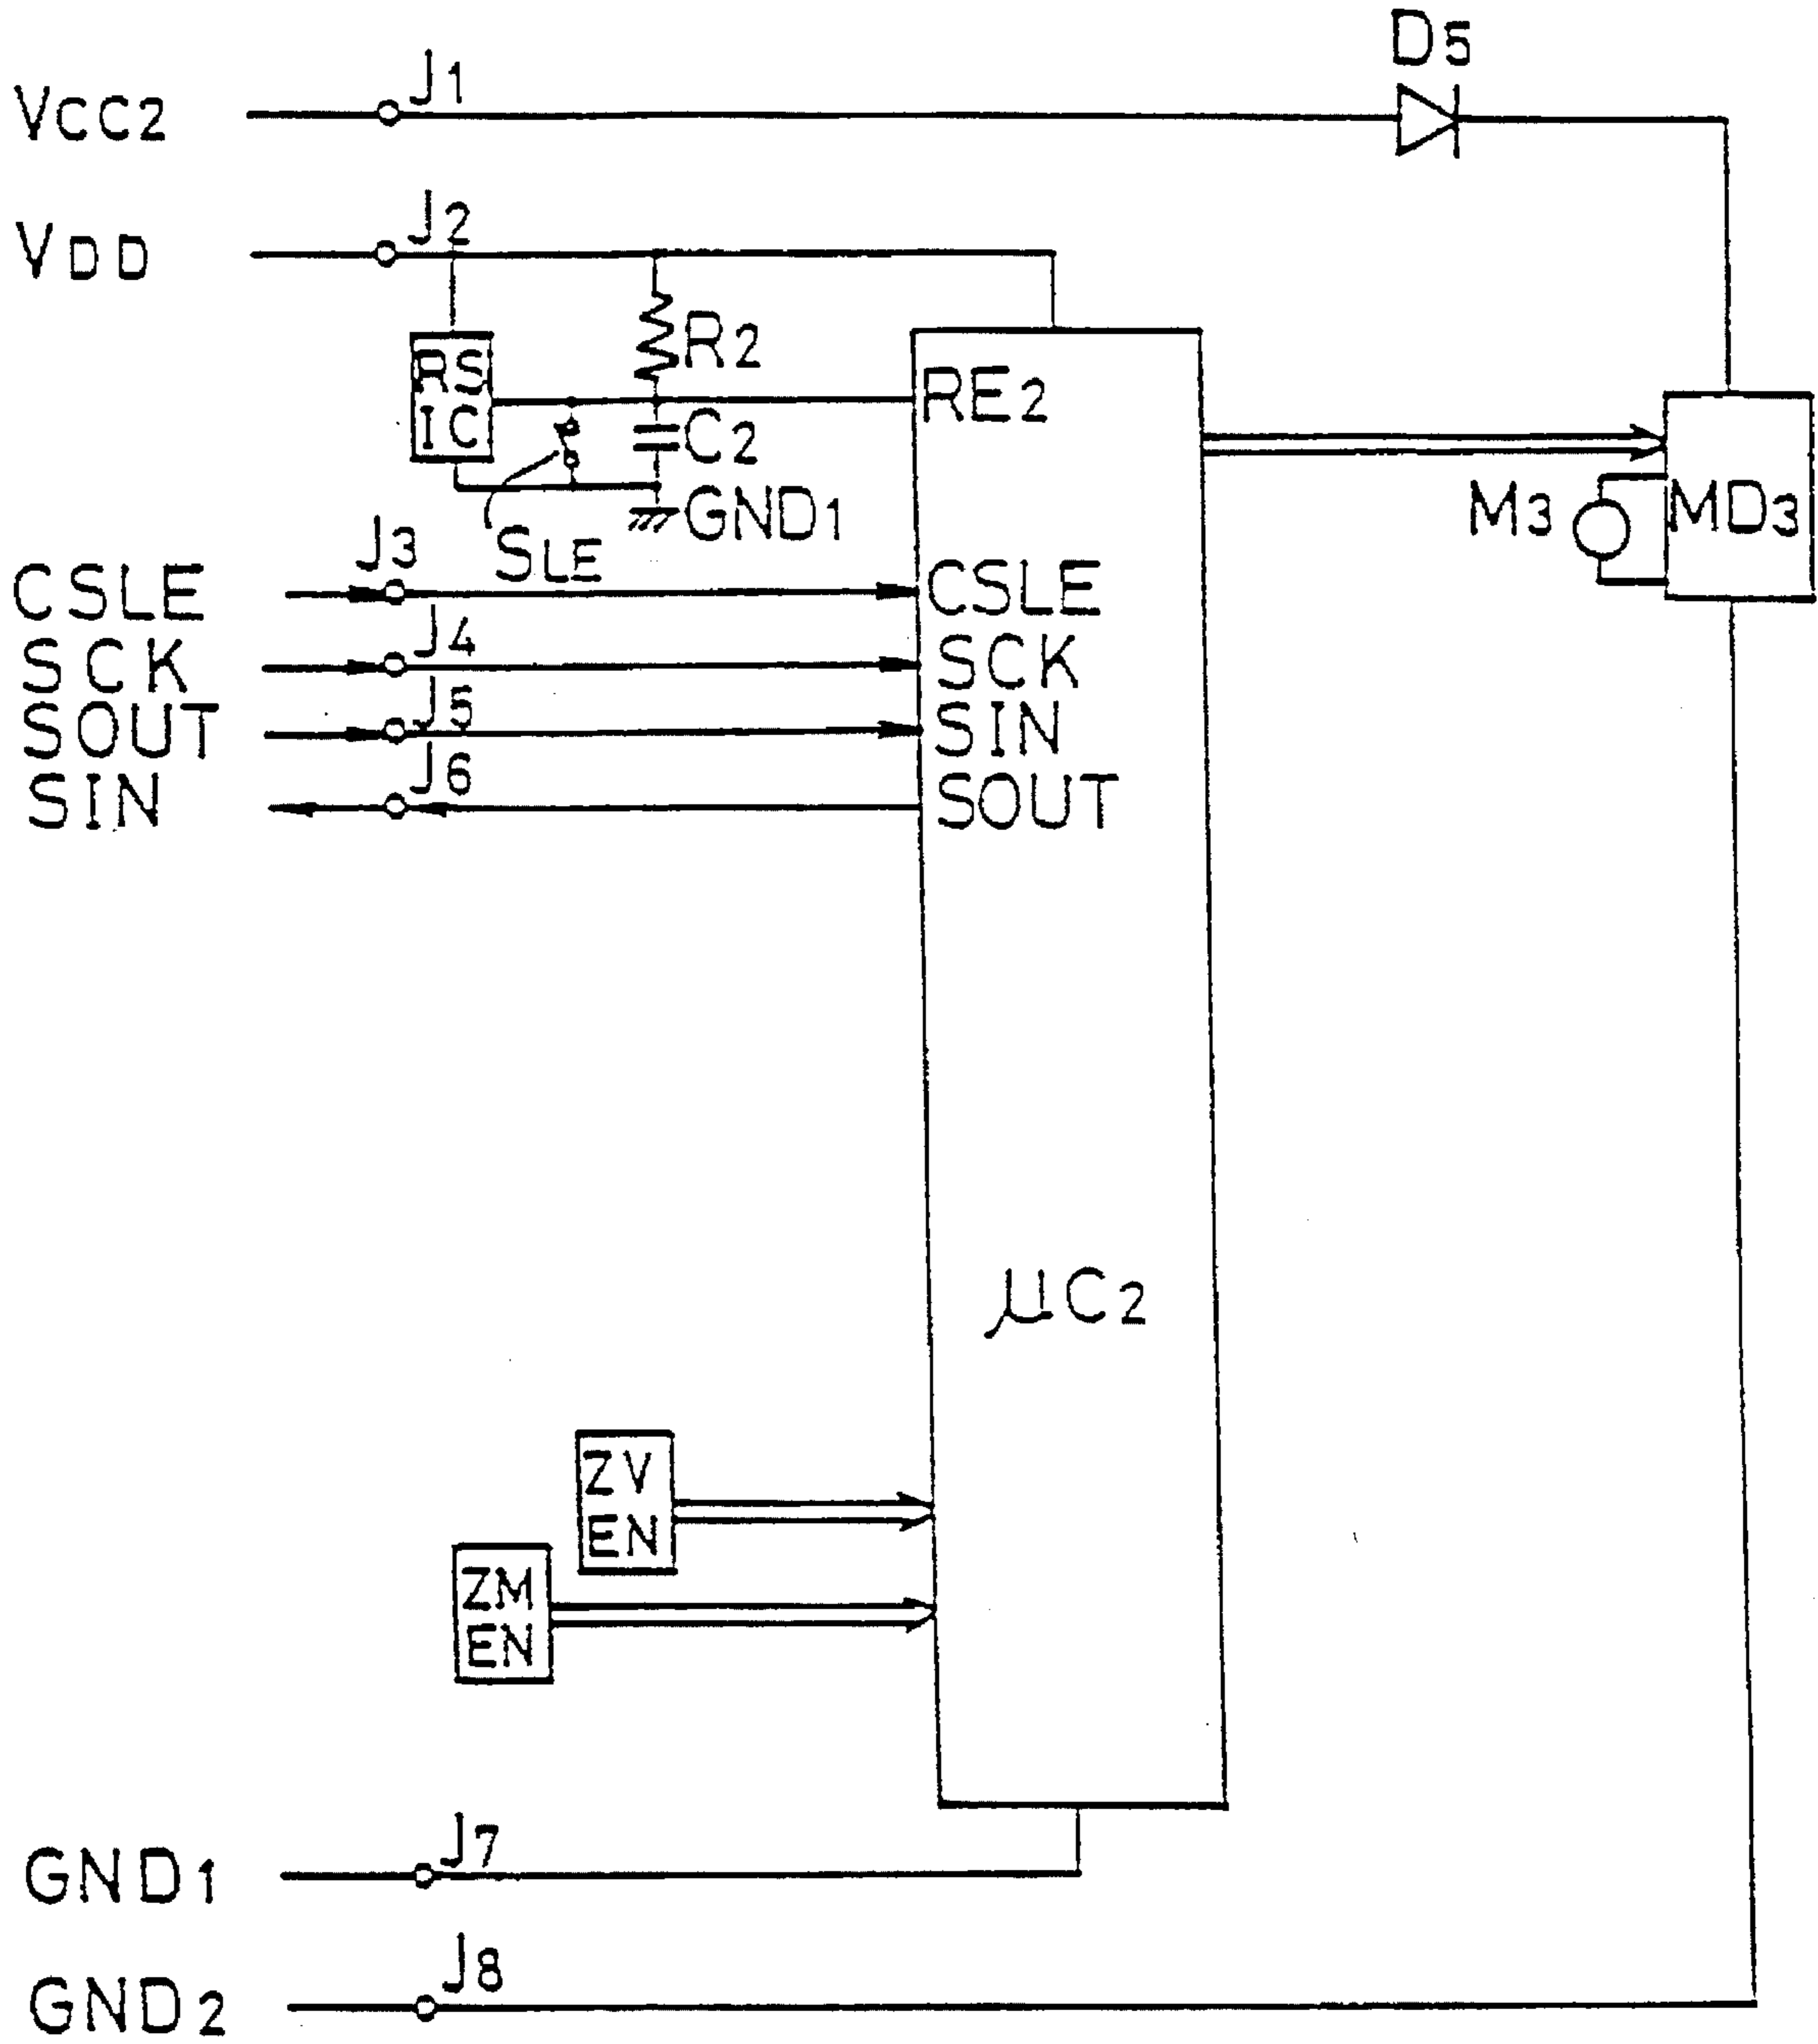 D5
J1
VCC2
J2
VDD
R2
RS
IC
RE2
C2
GND1
M3
MD3
J3
SLE
CSLE
CSLE
J4
SCK
SCK
J5
SOUT
SIN
J6
SIN
SOUT
μC2
ZV
EN
ZM
EN
J7
GND1
J8
GND2